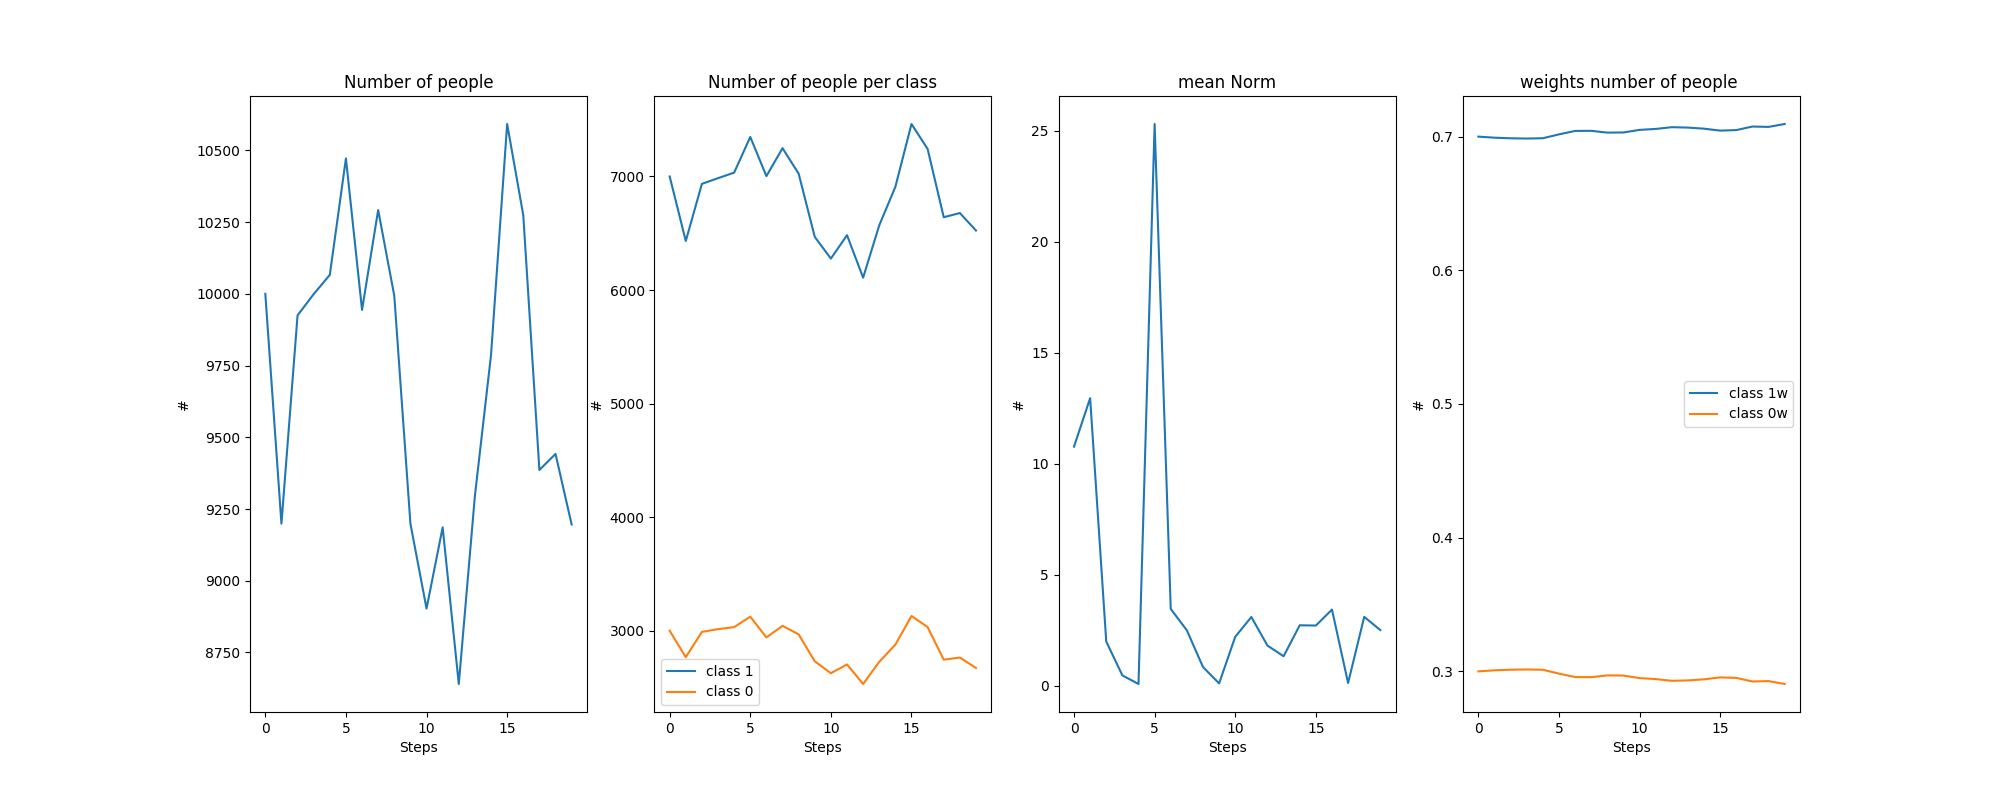 Number of people
10500
10250
10000
9750
9500
9250
9000
8750
#
0 5 10 15
Steps
Number of people per class
7000
6000
5000
4000
3000
#
class 1
class 0
0 5 10 15
Steps
mean Norm
25
20
15
10
5
0
#
0 5 10 15
Steps
weights number of people
0.7
0.6
0.5
0.4
0.3
#
class 1w
class 0w
0 5 10 15
Steps